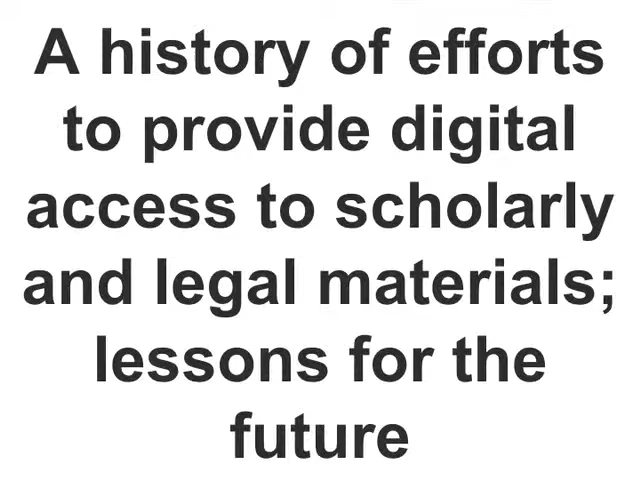 A history of efforts
to provide digital
access to scholarly
and legal materials;
lessons for the
future